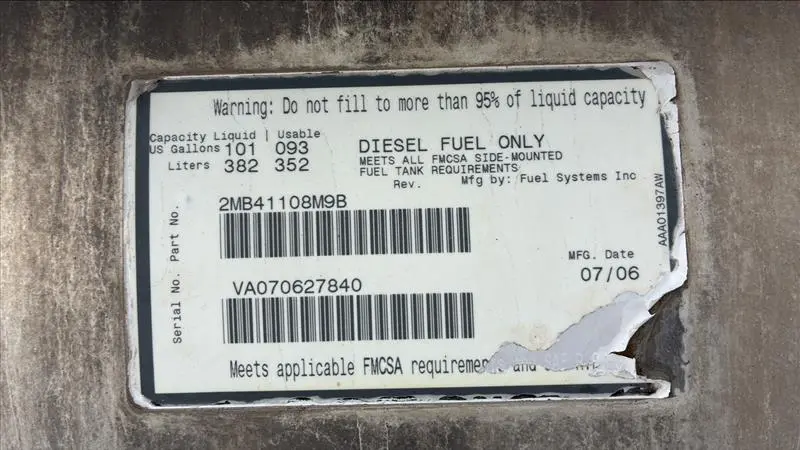 Warning: Do not fill to more than 95% of liquid capacity
Capacity Liquid | Usable
US Gallons 101 093
Liters 382 352
DIESEL FUEL ONLY
MEETS ALL FMCSA SIDE-MOUNTED
FUEL TANK REQUIREMENTS
Rev. Mfg by: Fuel Systems Inc
AAA01397AW
Part No.
2MB41108M9B
MFG. Date
07/06
Serial No.
VA070627840
Meets applicable FMCSA requirements and